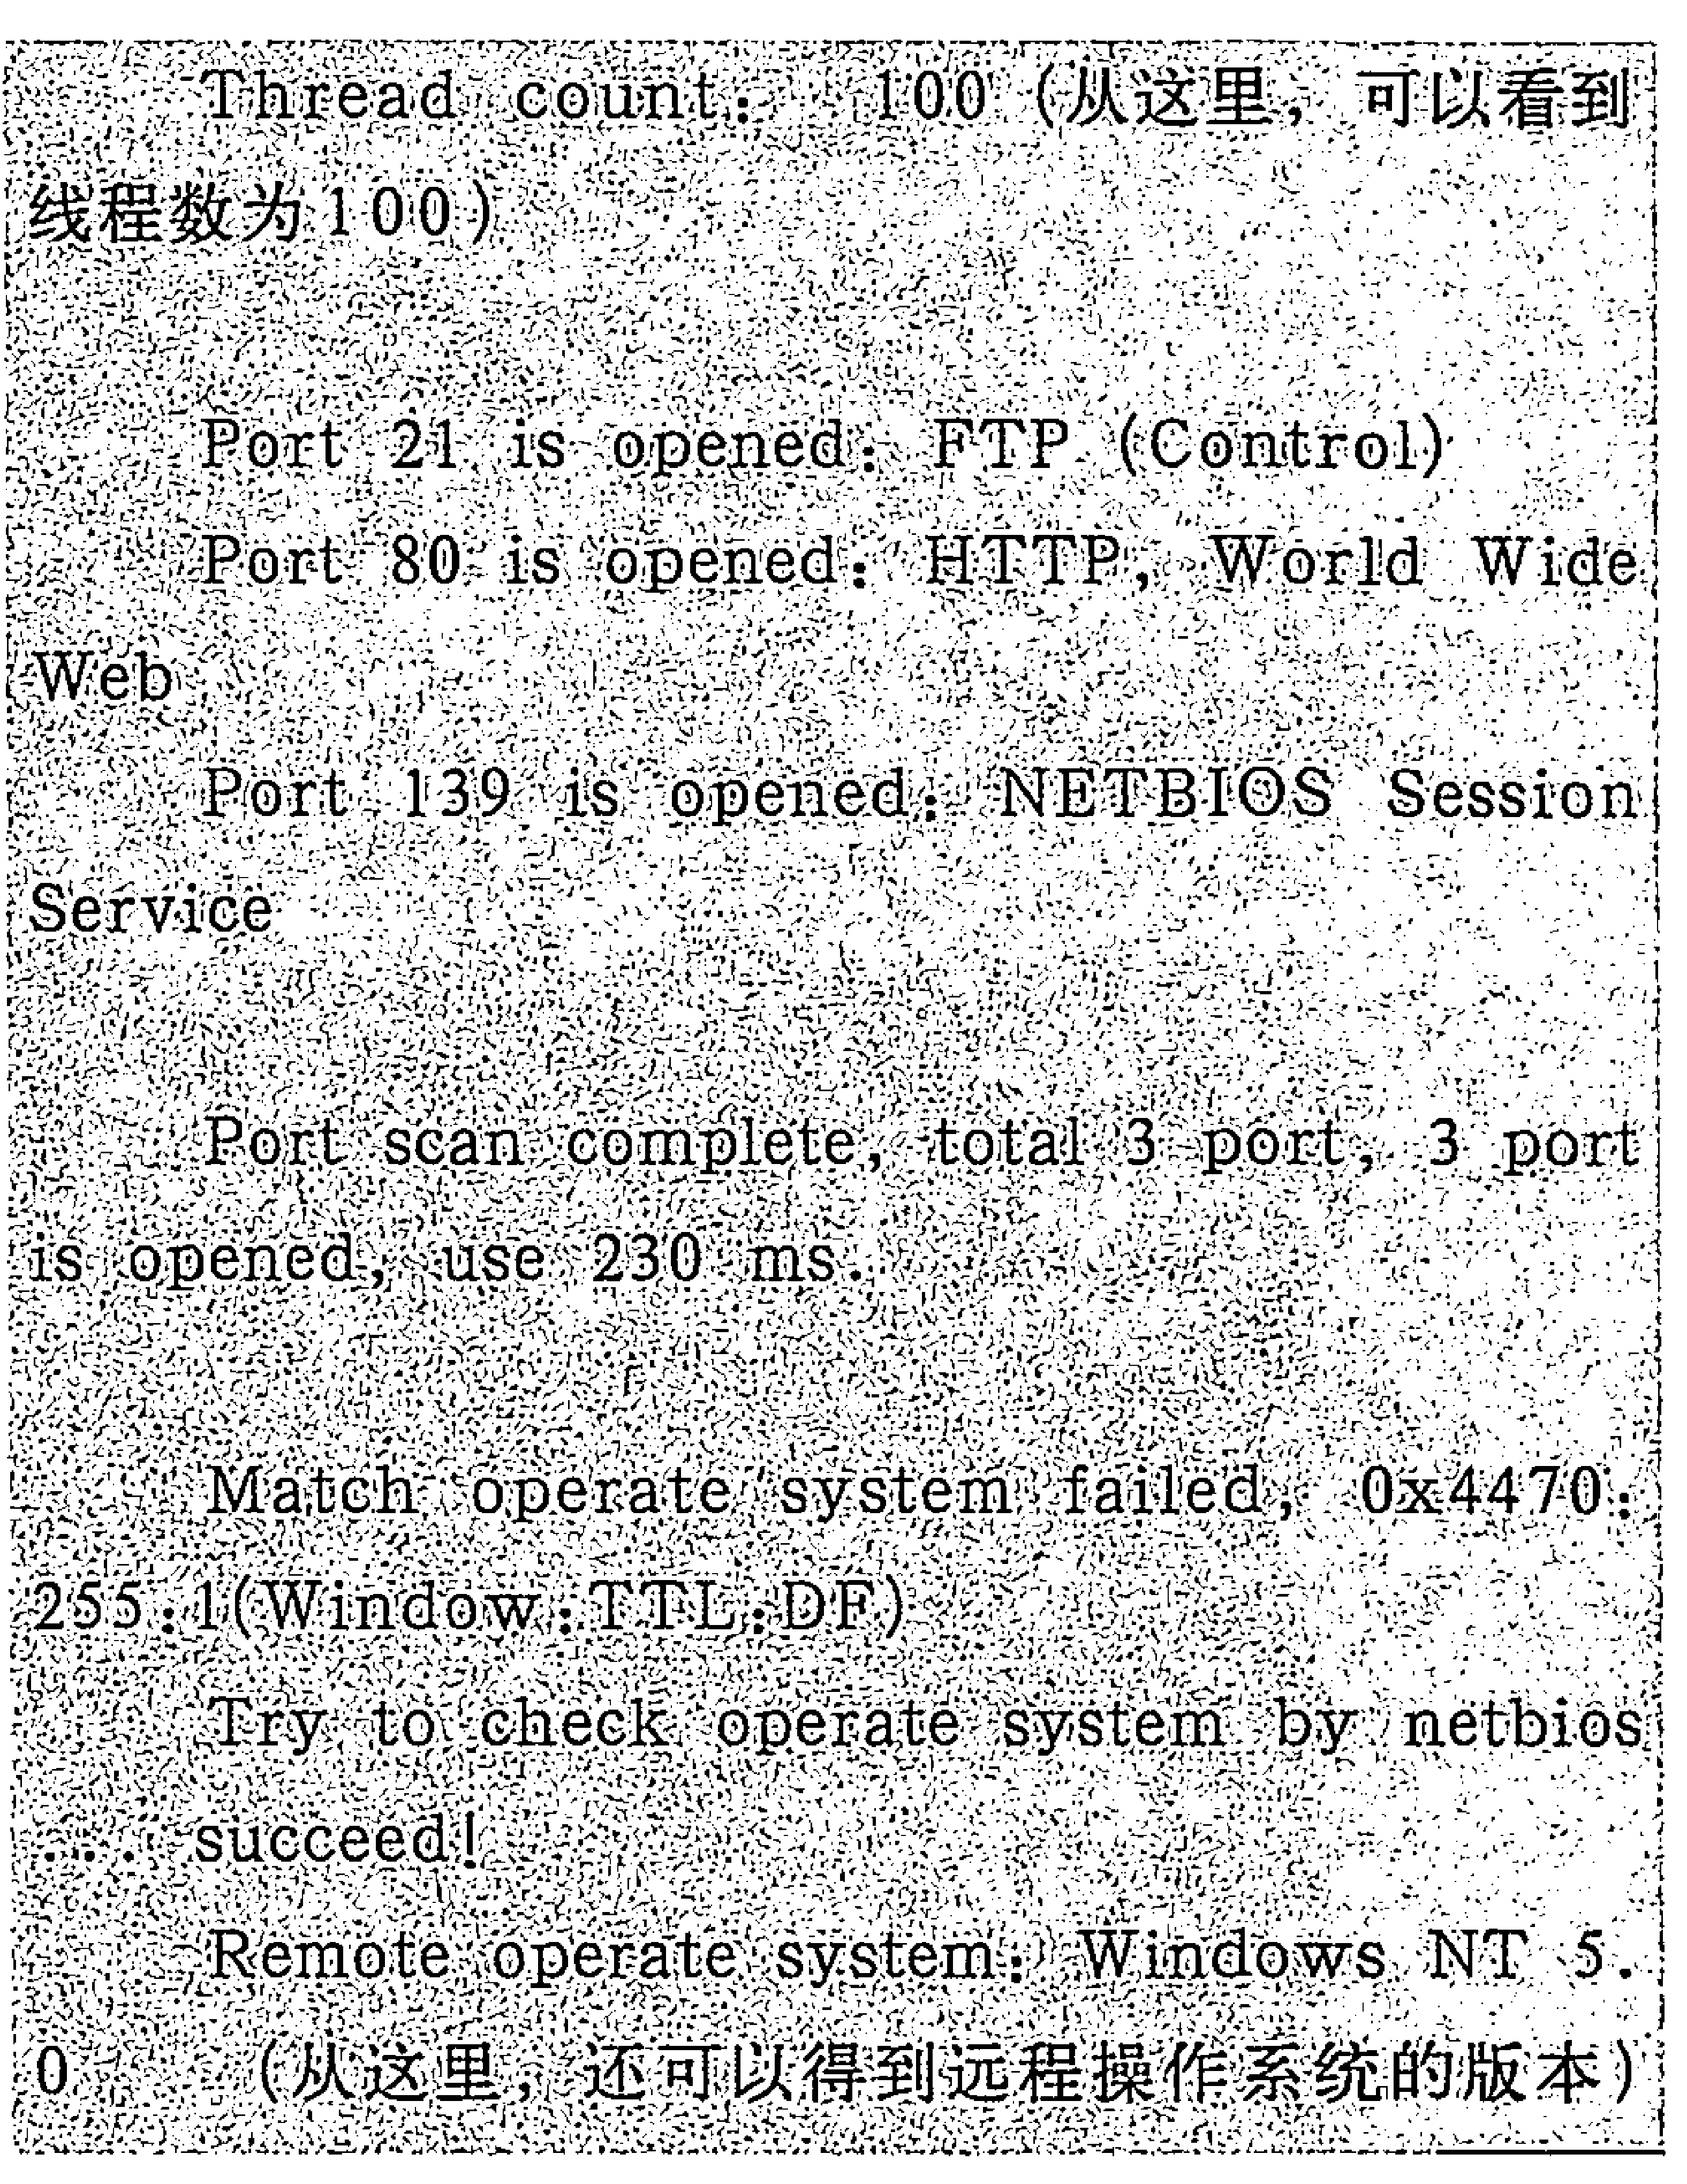 Thread count: 100 (从这里，可以看到
线程数为100)
Port 21 is opened: FTP (Control)
Port 80 is opened: HTTP, World Wide
Web
Port 139 is opened: NETBIOS Session
Service
Port scan complete, total 3 port, 3 port
is opened, use 230 ms.
Match operate system failed, 0x4470:
255:1(Window:TTL:DF)
Try to check operate system by netbios
... succeed!
Remote operate system: Windows NT 5.
0 (从这里，还可以得到远程操作系统的版本)